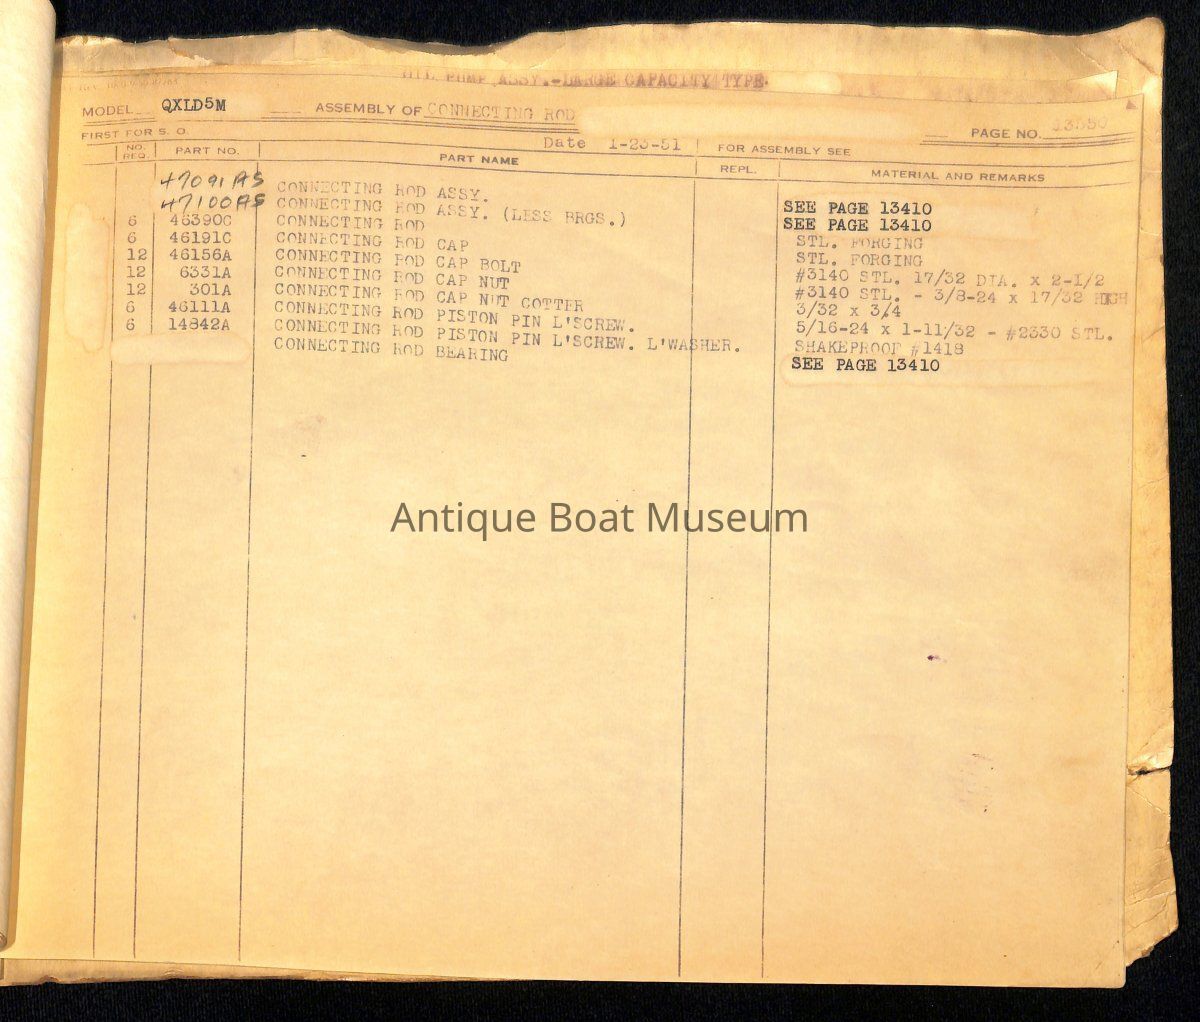 OIL PUMP ASSY.-LARGE CAPACITY TYPE
MODEL QXLD5M ASSEMBLY OF CONNECTING ROD PAGE NO. 13550
FIRST FOR S. O. Date 1-23-51 FOR ASSEMBLY SEE
NO. REQ. PART NO. PART NAME REPL. MATERIAL AND REMARKS
47091AS CONNECTING ROD ASSY. SEE PAGE 13410
47100AS CONNECTING ROD ASSY. (LESS BRGS.) SEE PAGE 13410
6 46390C CONNECTING ROD STL. FORGING
6 46191C CONNECTING ROD CAP STL. FORGING
12 46156A CONNECTING ROD CAP BOLT #3140 STL. 17/32 DIA. x 2-1/2
12 6331A CONNECTING ROD CAP NUT #3140 STL. - 3/8-24 x 17/32 HIGH
12 301A CONNECTING ROD CAP NUT COTTER 3/32 x 3/4
6 46111A CONNECTING ROD PISTON PIN L'SCREW. 5/16-24 x 1-11/32 - #2330 STL.
6 14842A CONNECTING ROD PISTON PIN L'SCREW. L'WASHER. SHAKEPROOF #1418
CONNECTING ROD BEARING SEE PAGE 13410
Antique Boat Museum